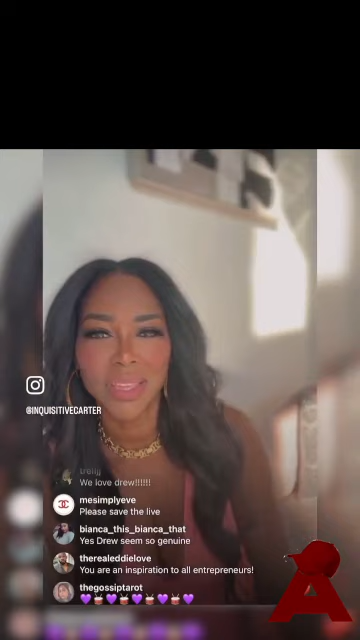 @INQUISITIVECARTER
trelljj
We love drew!!!!!!
mesimplyeve
Please save the live
bianca_this_bianca_that
Yes Drew seem so genuine
therealeddielove
You are an inspiration to all entrepreneurs!
thegossiptarot
💜🥁💜🥁💜🥁💜🥁💜
A